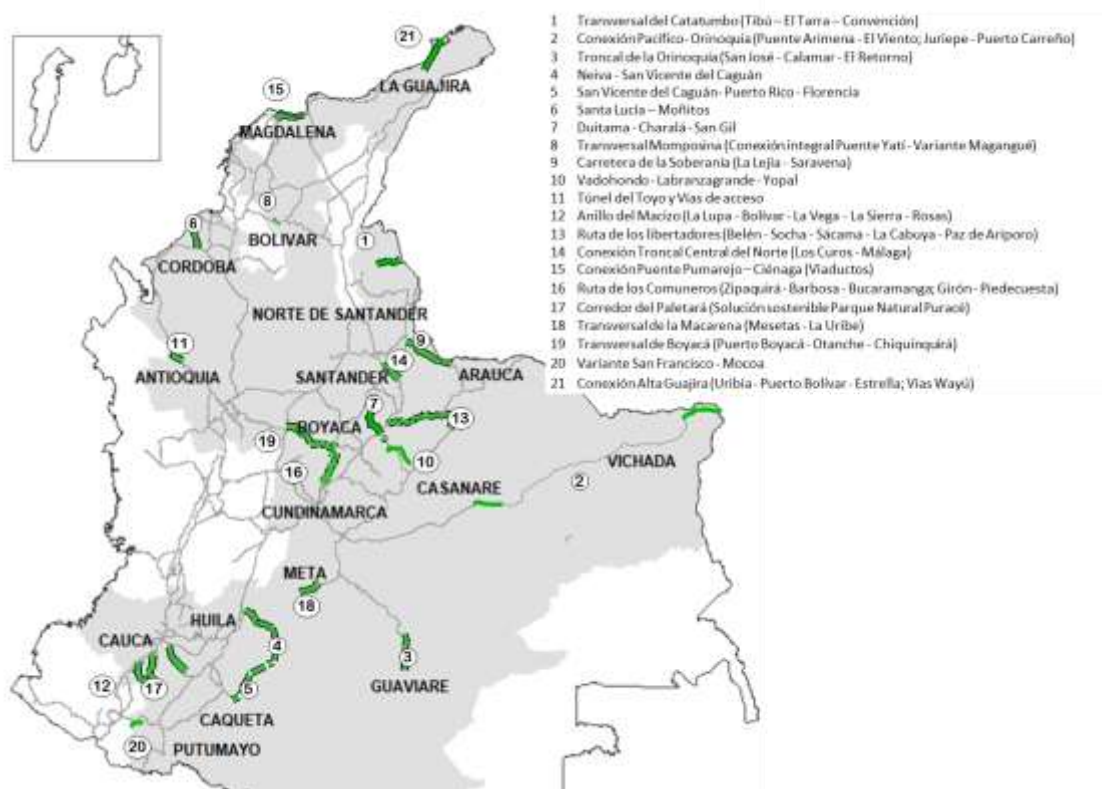 1 Transversal del Catatumbo (Tibú – El Tarra – Convención)
2 Conexión Pacífico - Orinoquía (Puente Arimena - El Viento; Juriepe - Puerto Carreño)
3 Troncal de la Orinoquía (San José - Calamar - El Retorno)
4 Neiva - San Vicente del Caguán
5 San Vicente del Caguán - Puerto Rico - Florencia
6 Santa Lucía – Moñitos
7 Duitama - Charalá - San Gil
8 Transversal Momposina (Conexión integral Puente Yatí - Variante Magangué)
9 Carretera de la Soberanía (La Lejía - Saravena)
10 Vadohondo - Labranzagrande - Yopal
11 Túnel del Toyo y Vías de acceso
12 Anillo del Macizo (La Lupa - Bolívar - La Vega - La Sierra - Rosas)
13 Ruta de los libertadores (Belén - Socha - Sácama - La Cabuya - Paz de Ariporo)
14 Conexión Troncal Central del Norte (Los Curos - Málaga)
15 Conexión Puente Pumarejo – Ciénaga (Viaductos)
16 Ruta de los Comuneros (Zipaquirá - Barbosa - Bucaramanga; Girón - Piedecuesta)
17 Corredor del Paletará (Solución sostenible Parque Natural Puracé)
18 Transversal de la Macarena (Mesetas - La Uribe)
19 Transversal de Boyacá (Puerto Boyacá - Otanche - Chiquinquirá)
20 Variante San Francisco - Mocoa
21 Conexión Alta Guajira (Uribia - Puerto Bolívar - Estrella; Vías Wayú)
21
LA GUAJIRA
15
MAGDALENA
8
BOLIVAR
6
CORDOBA
1
NORTE DE SANTANDER
9
11
14
ANTIOQUIA
SANTANDER
ARAUCA
7
13
BOYACA
19
10
16
VICHADA
2
CASANARE
CUNDINAMARCA
META
18
HUILA
CAUCA
4
3
12
17
5
GUAVIARE
CAQUETA
20
PUTUMAYO